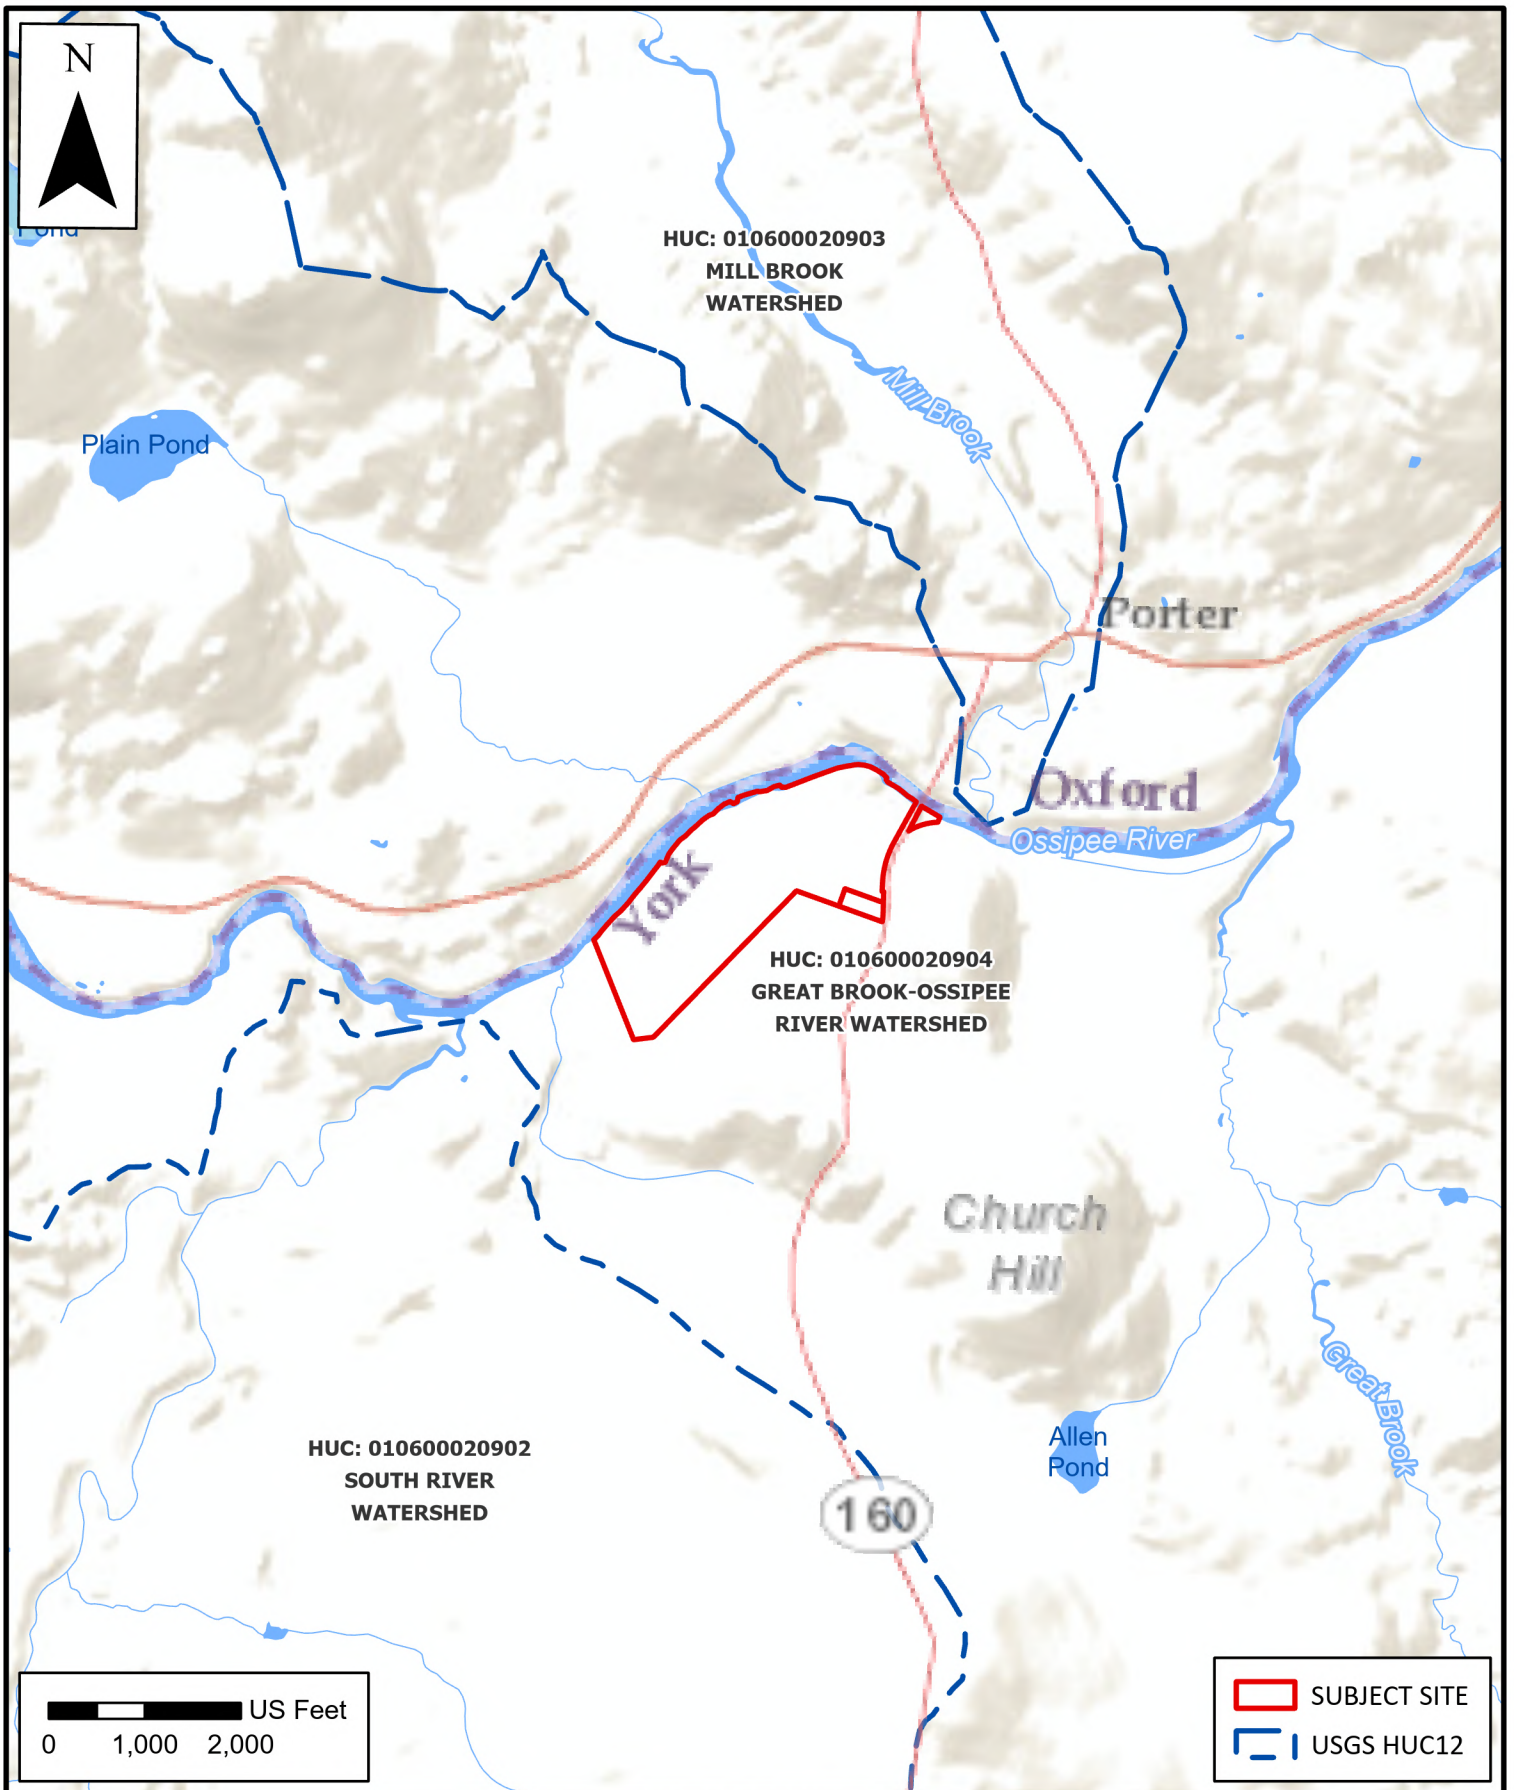 N
Pond
HUC: 010600020903
MILL BROOK
WATERSHED
Mill Brook
Plain Pond
Porter
Oxford
Ossipee River
York
HUC: 010600020904
GREAT BROOK-OSSIPEE
RIVER WATERSHED
Church
Hill
Great Brook
Allen
Pond
HUC: 010600020902
SOUTH RIVER
WATERSHED
160
US Feet
0 1,000 2,000
SUBJECT SITE
USGS HUC12